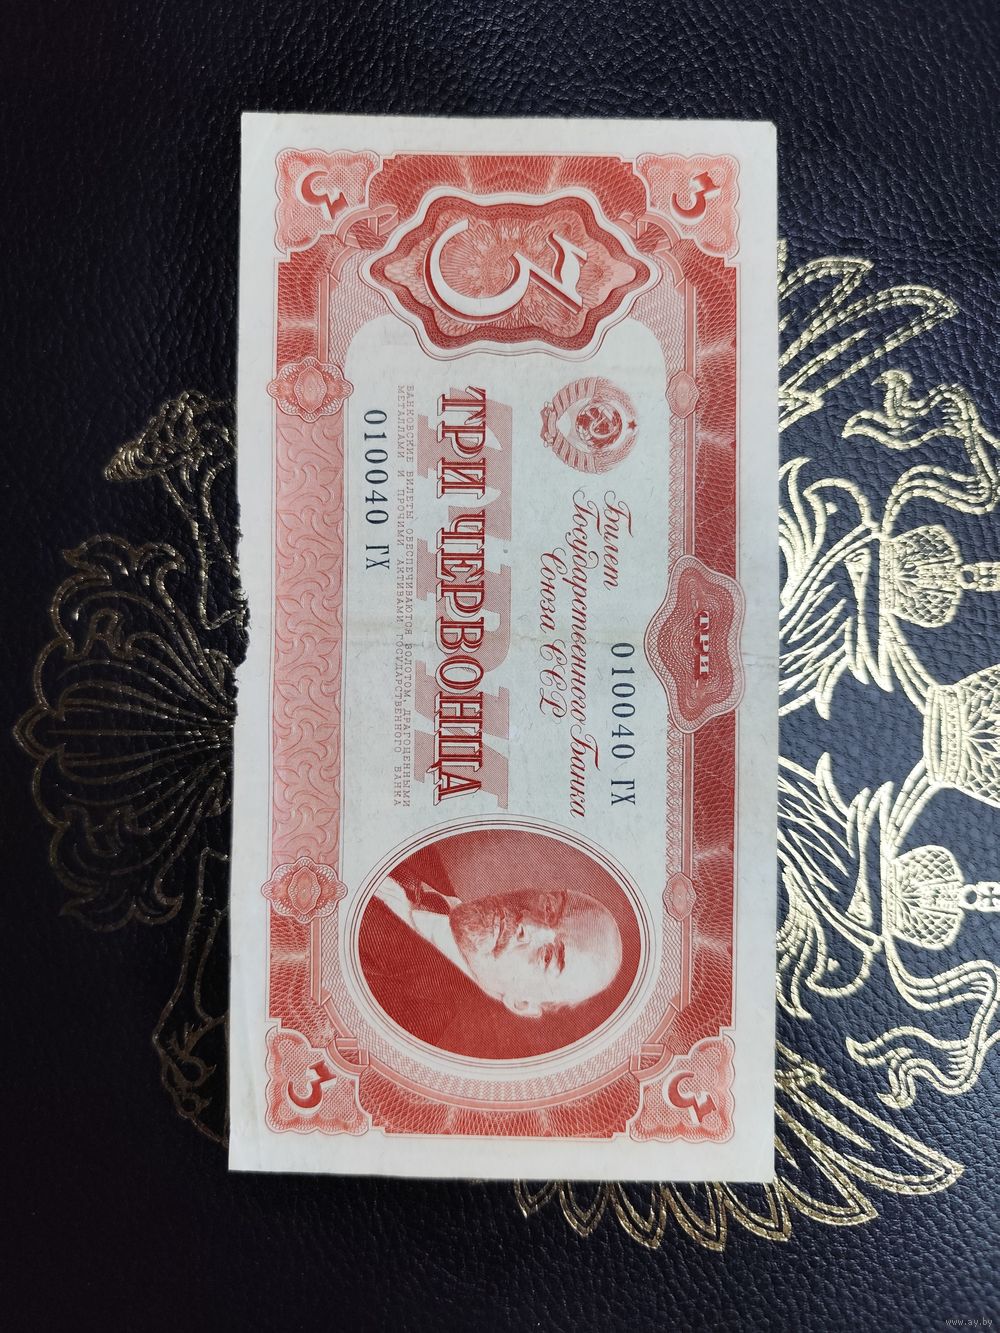 3
3
3
ТРИ
Билет
Государственного Банка
Союза ССР
010040 ГХ
ТРИ ЧЕРВОНЦА
БАНКОВСКИЕ БИЛЕТЫ ОБЕСПЕЧИВАЮТСЯ ЗОЛОТОМ, ДРАГОЦЕННЫМИ
МЕТАЛЛАМИ И ПРОЧИМИ АКТИВАМИ ГОСУДАРСТВЕННОГО БАНКА
010040 ГХ
3
3
www.ay.by